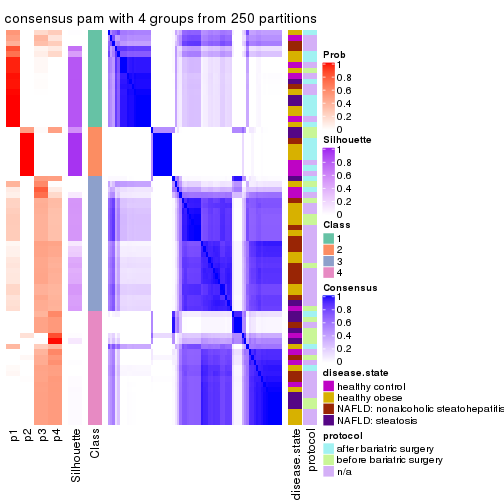 consensus pam with 4 groups from 250 partitions
Prob
1
0.8
0.6
0.4
0.2
0
Silhouette
1
0.8
0.6
0.4
0.2
0
Class
1
2
3
4
Consensus
1
0.8
0.6
0.4
0.2
0
disease.state
healthy control
healthy obese
NAFLD: nonalcoholic steatohepatitis
NAFLD: steatosis
protocol
after bariatric surgery
before bariatric surgery
n/a
p1
p2
p3
p4
Silhouette
Class
disease.state
protocol